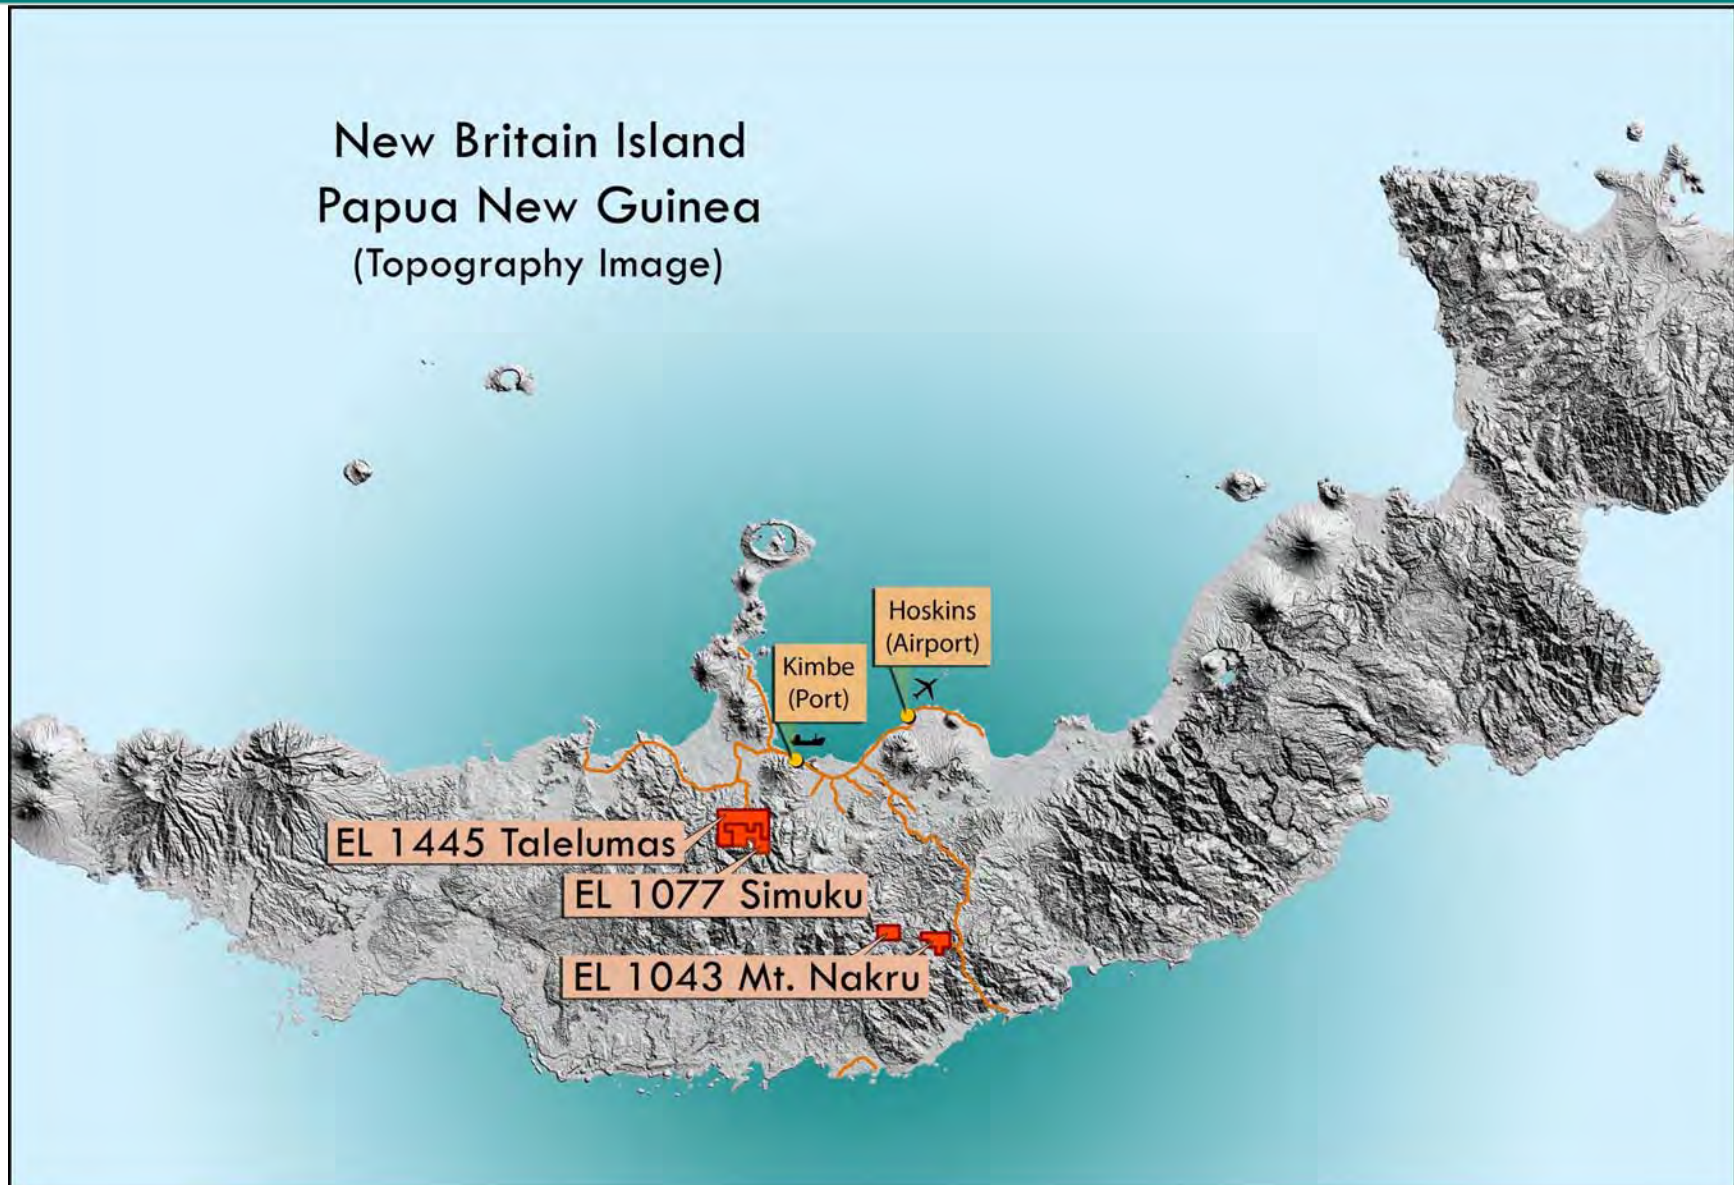 New Britain Island
Papua New Guinea
(Topography Image)
Hoskins
(Airport)
Kimbe
(Port)
EL 1445 Talelumas
EL 1077 Simuku
EL 1043 Mt. Nakru